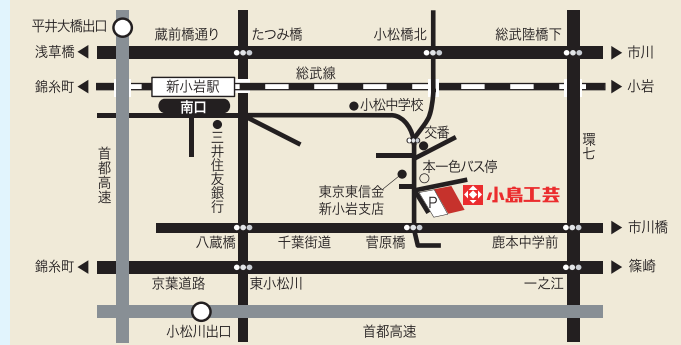 平井大橋出口
蔵前橋通り
たつみ橋
小松橋北
総武陸橋下
浅草橋
市川
総武線
錦糸町
新小岩駅
小岩
南口
小松中学校
交番
三井住友銀行
首都高速
環七
本一色バス停
東京東信金
新小岩支店
P
小島工芸
市川橋
八蔵橋
千葉街道
菅原橋
鹿本中学前
錦糸町
篠崎
京葉道路
東小松川
一之江
小松川出口
首都高速